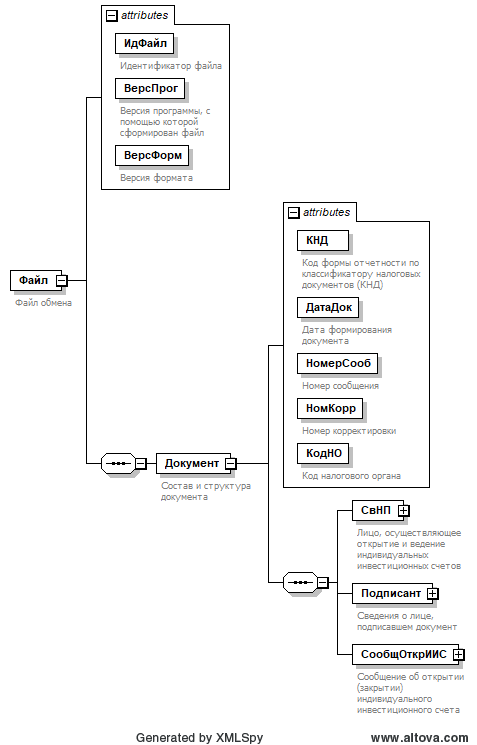 attributes
ИдФайл
Идентификатор файла
ВерсПрог
Версия программы, с
помощью которой
сформирован файл
ВерсФорм
Версия формата
Файл
Файл обмена
Документ
Состав и структура
документа
attributes
КНД
Код формы отчетности по
классификатору налоговых
документов (КНД)
ДатаДок
Дата формирования
документа
НомерСооб
Номер сообщения
НомКорр
Номер корректировки
КодНО
Код налогового органа
СвНП
Лицо, осуществляющее
открытие и ведение
индивидуальных
инвестиционных счетов
Подписант
Сведения о лице,
подписавшем документ
СообщОткрИИС
Сообщение об открытии
(закрытии)
индивидуального
инвестиционного счета
Generated by XMLSpy
www.altova.com